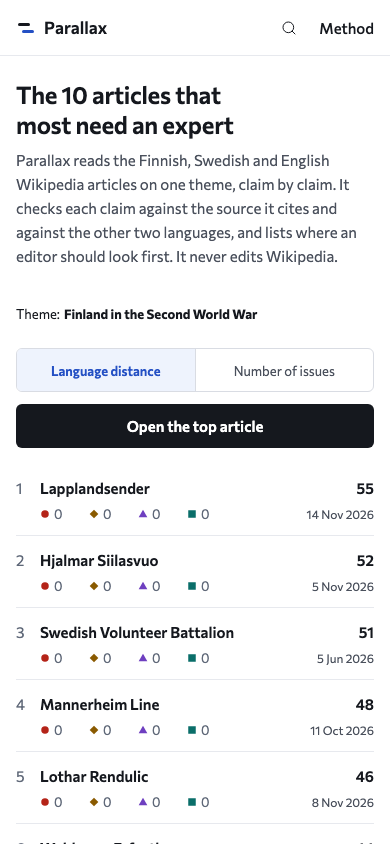 Parallax
Method
The 10 articles that
most need an expert
Parallax reads the Finnish, Swedish and English
Wikipedia articles on one theme, claim by claim. It
checks each claim against the source it cites and
against the other two languages, and lists where an
editor should look first. It never edits Wikipedia.
Theme: Finland in the Second World War
Language distance
Number of issues
Open the top article
1 Lapplandsender 55
0 0 0 0 14 Nov 2026
2 Hjalmar Siilasvuo 52
0 0 0 0 5 Nov 2026
3 Swedish Volunteer Battalion 51
0 0 0 0 5 Jun 2026
4 Mannerheim Line 48
0 0 0 0 11 Oct 2026
5 Lothar Rendulic 46
0 0 0 0 8 Nov 2026